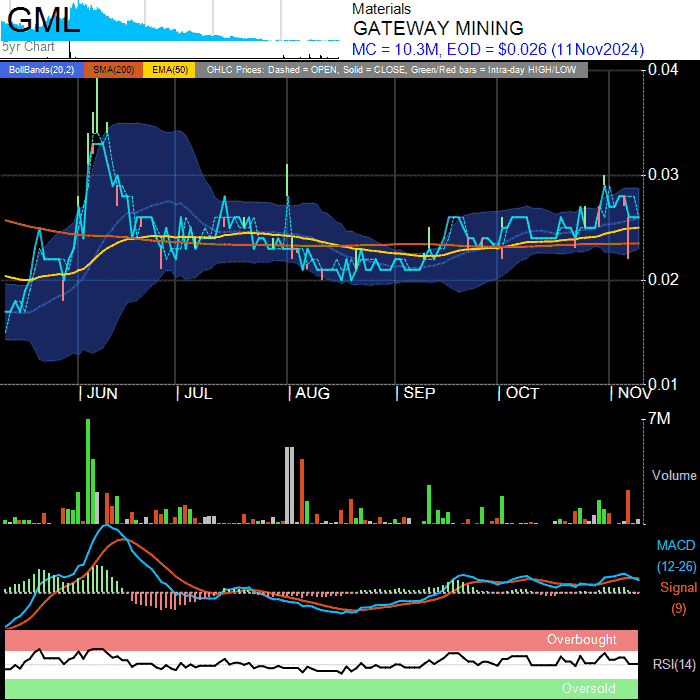 GML
5yr Chart
Materials
GATEWAY MINING
MC = 10.3M, EOD = $0.026 (11Nov2024)
BollBands(20,2) SMA(200) EMA(50) OHLC Prices: Dashed = OPEN, Solid = CLOSE, Green/Red bars = Intra-day HIGH/LOW
0.04
0.03
0.02
0.01
JUN JUL AUG SEP OCT NOV
7M
Volume
MACD
(12-26)
Signal
(9)
Overbought
RSI(14)
Oversold